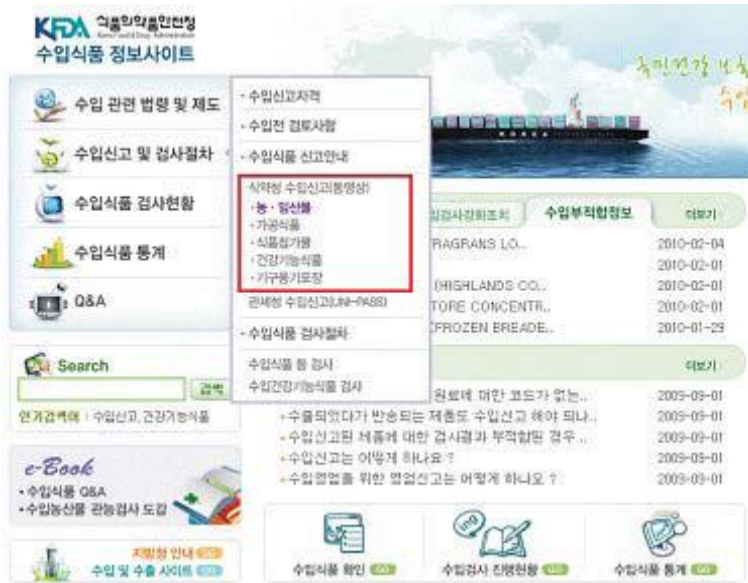 KFDA 식품의약품안전청
수입식품 정보사이트
수입 관련 법령 및 제도
수입신고 및 검사절차
수입식품 검사현황
수입식품 통계
Q&A
- 수입신고자격
- 수입전 검토사항
- 수입식품 신고안내
식약청 수입신고(동영상)
·농·임산물
·가공식품
·식품첨가물
·건강기능식품
·기구용기포장
관세청 수입신고(UNI-PASS)
- 수입식품 검사절차
수입식품 등 검사
수입건강기능식품 검사
국민건강
KOREA
수입부적합정보
더보기
RAGRANS LO.. 2010-02-04
2010-02-01
(HIGHLANDS CO.. 2010-02-01
TORE CONCENTR.. 2010-02-01
(FROZEN BREADE.. 2010-01-29
더보기
원료에 대한 코드가 없는.. 2009-09-01
수출되었다가 반송되는 제품도 수입신고 해야 되나.. 2009-09-01
수입신고된 제품에 대한 검사결과 부적합된 경우 .. 2009-09-01
수입신고는 어떻게 하나요 ? 2009-09-01
수입영업을 위한 영업신고는 어떻게 하나요 ? 2009-09-01
Search
검색
인기검색어 : 수입신고, 건강기능식품
e-Book
• 수입식품 Q&A
• 수입농산물 관능검사 도감
지방청 안내 GO
수입 및 수출 사이트 GO
수입식품 확인 GO
ing
수입검사 진행현황 GO
수입식품 통계 GO